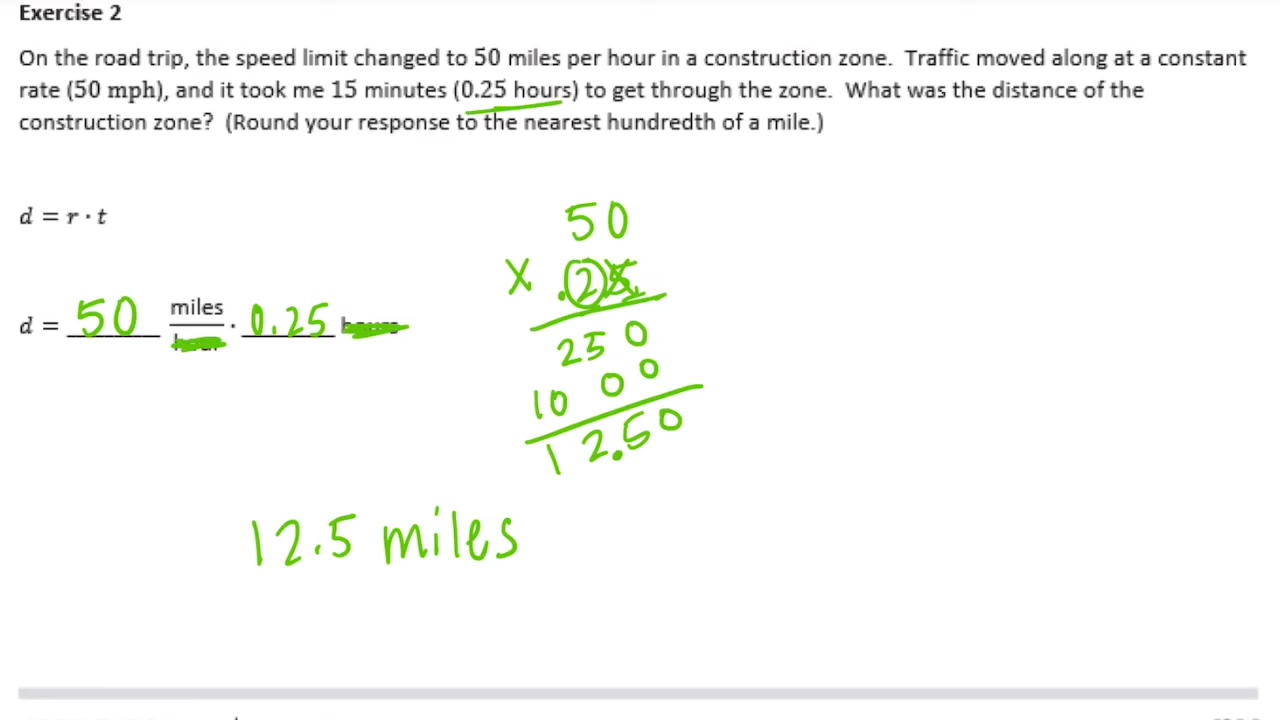 Exercise 2
On the road trip, the speed limit changed to 50 miles per hour in a construction zone. Traffic moved along at a constant
rate (50 mph), and it took me 15 minutes (0.25 hours) to get through the zone. What was the distance of the
construction zone? (Round your response to the nearest hundredth of a mile.)
d = r · t
d = 50 miles/hour · 0.25 hours
50
X .25
250
1000
12.50
12.5 miles